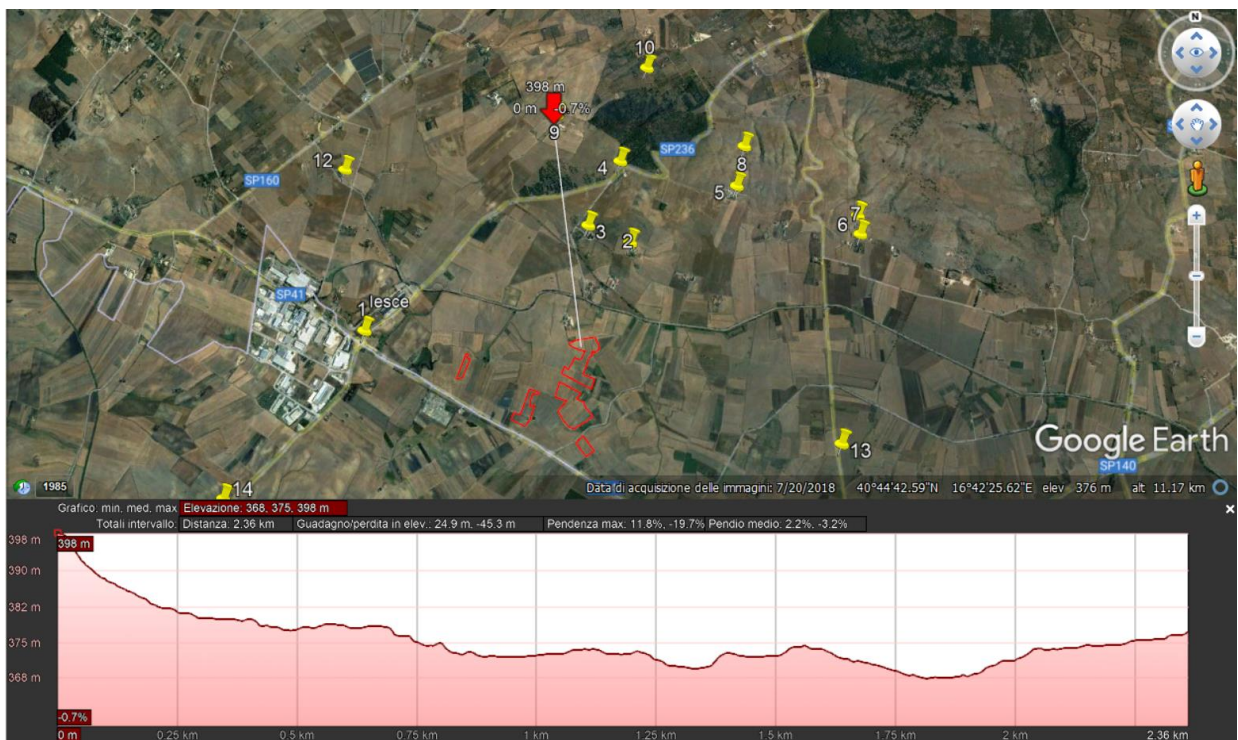 N
10
398 m
0 m -0.7%
9
SP236
4
8
12
SP160
5
7
6
3
2
SP41
1 Iesce
13
Google Earth
SP140
14
1985
Data di acquisizione delle immagini: 7/20/2018 40°44'42.59"N 16°42'25.62"E elev 376 m alt 11.17 km
Grafico: min, med, max Elevazione: 368, 375, 398 m
Totali intervallo: Distanza: 2.36 km Guadagno/perdita in elev.: 24.9 m, -45.3 m Pendenza max: 11.8%, -19.7% Pendio medio: 2.2%, -3.2%
398 m
398 m
390 m
382 m
375 m
368 m
-0.7%
0 m 0.25 km 0.5 km 0.75 km 1 km 1.25 km 1.5 km 1.75 km 2 km 2.36 km